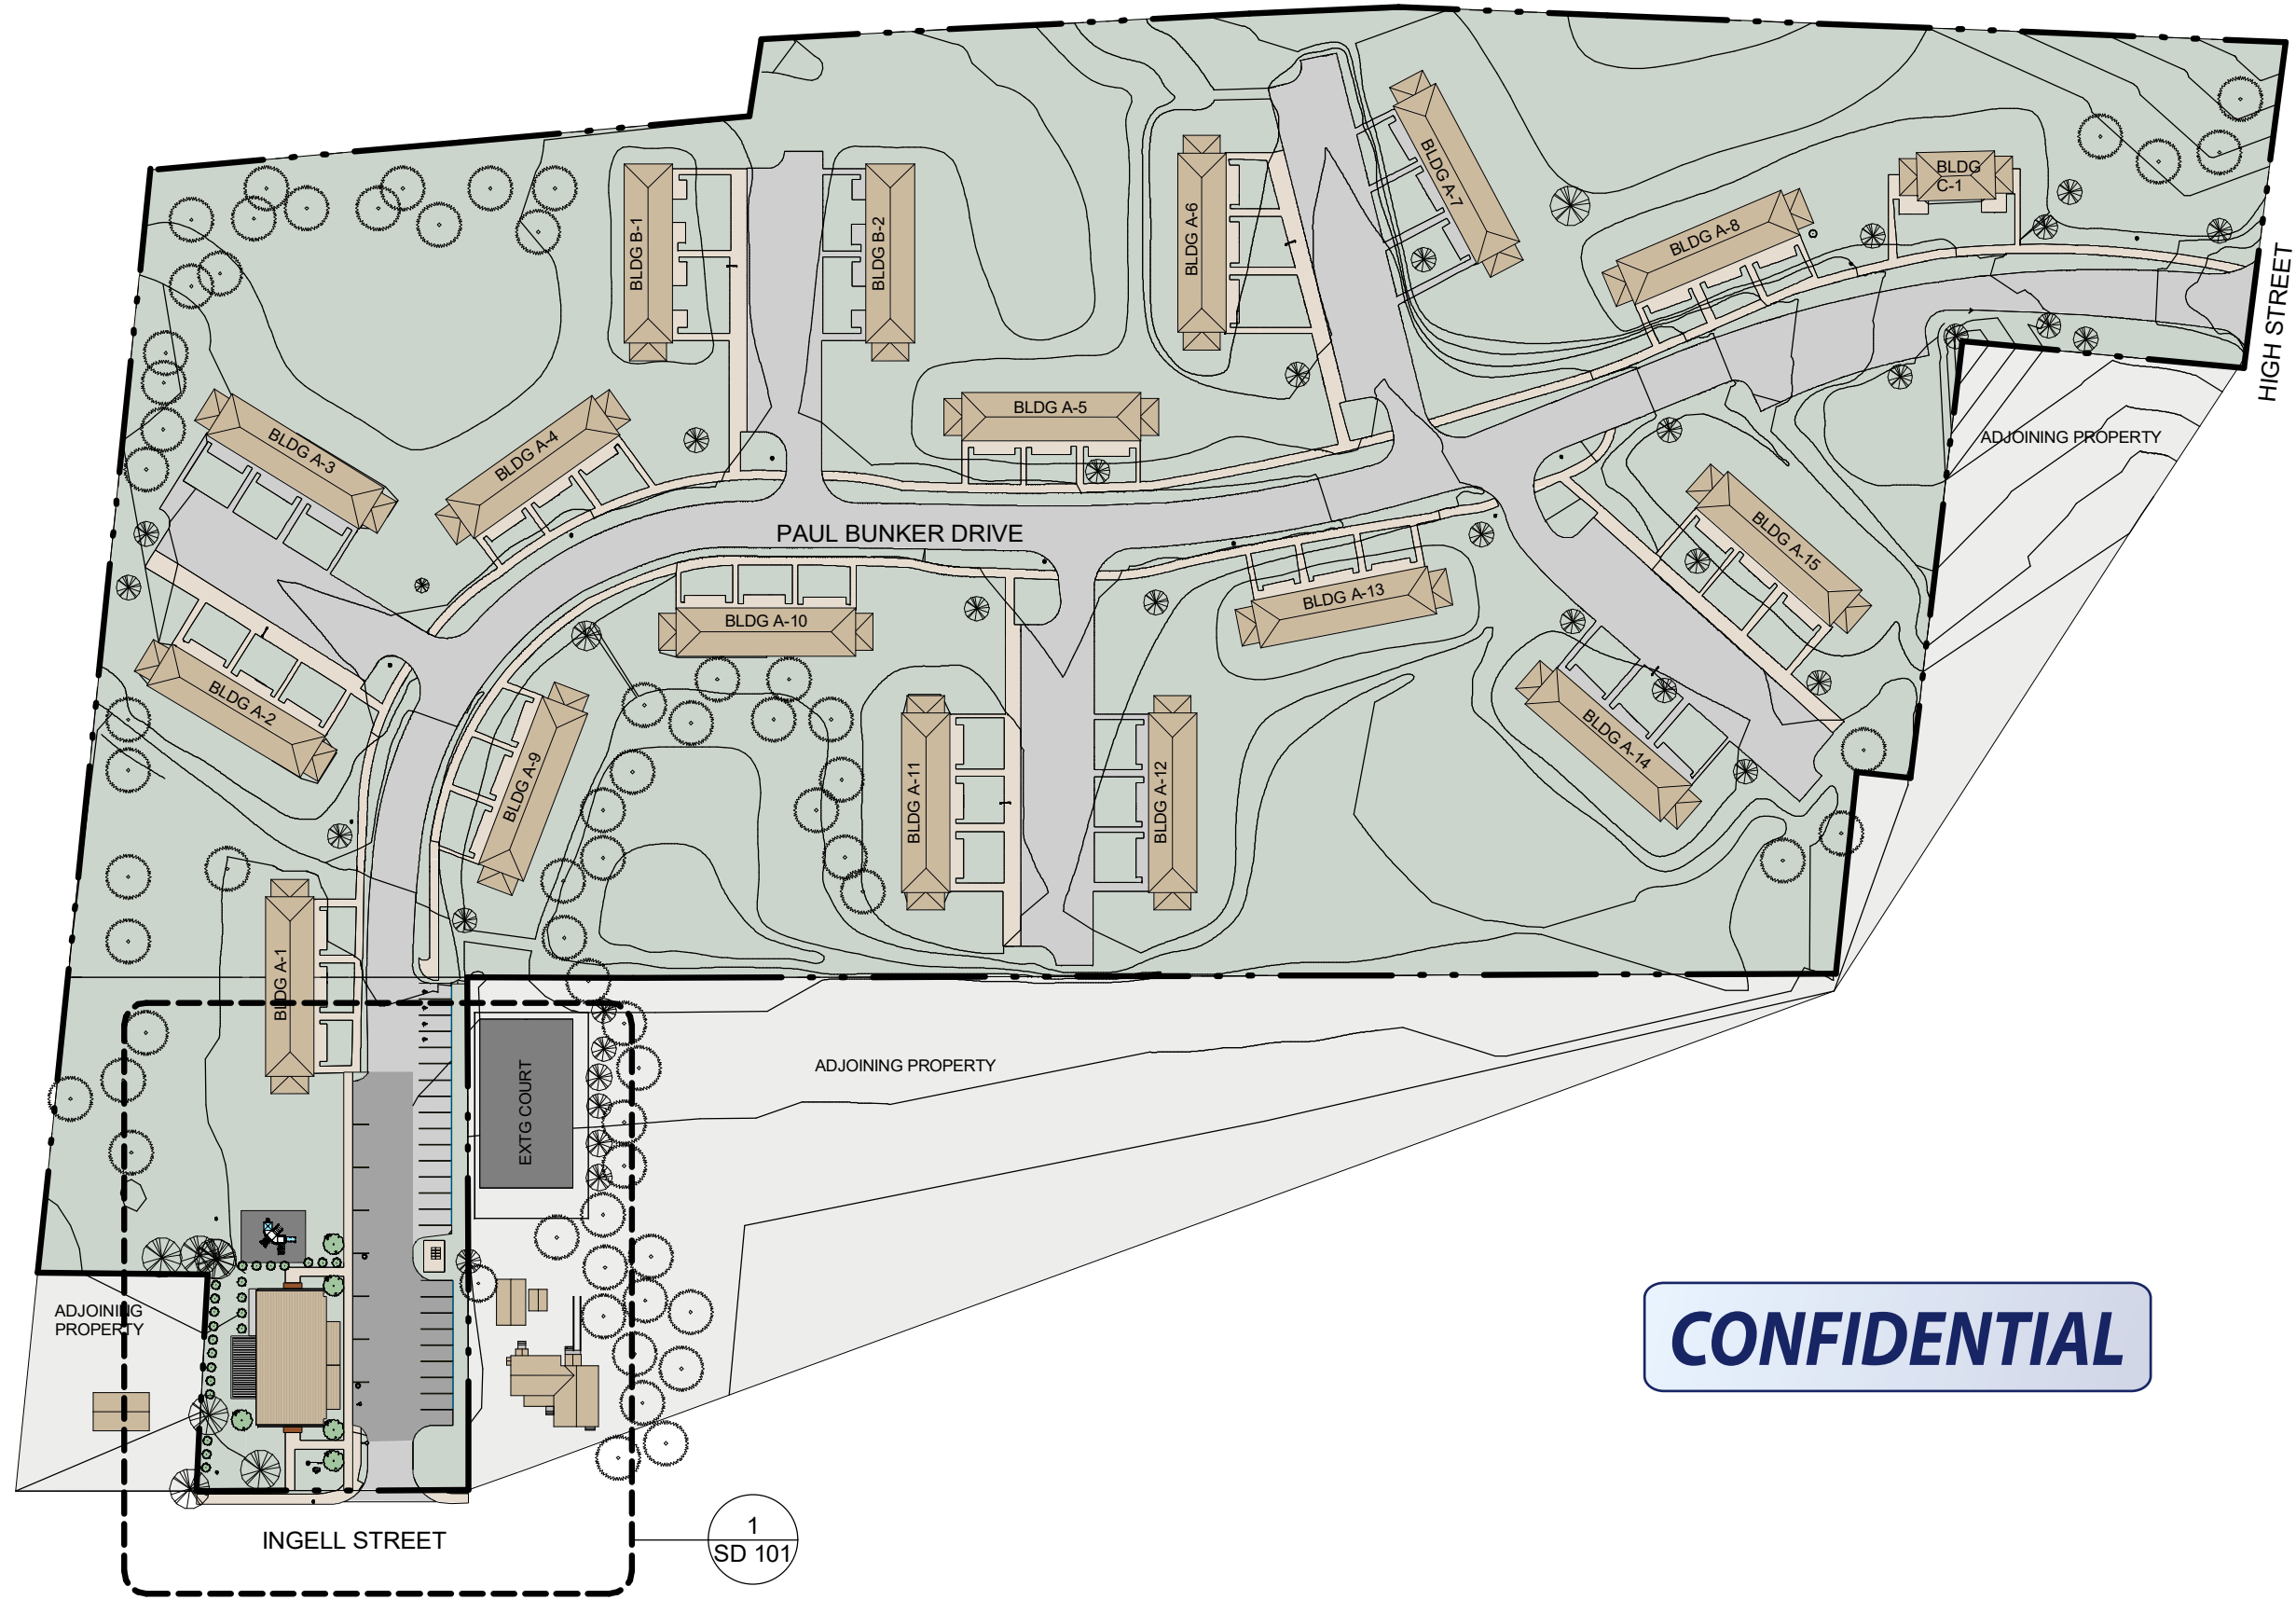 BLDG
C-1
BLDG A-7
BLDG A-6
BLDG B-1
BLDG B-2
BLDG A-8
HIGH STREET
BLDG A-5
BLDG A-3
BLDG A-4
ADJOINING PROPERTY
PAUL BUNKER DRIVE
BLDG A-15
BLDG A-13
BLDG A-10
BLDG A-2
BLDG A-9
BLDG A-11
BLDG A-12
BLDG A-14
BLDG A-1
ADJOINING PROPERTY
EXTG COURT
ADJOINING
PROPERTY
CONFIDENTIAL
INGELL STREET
1
SD 101